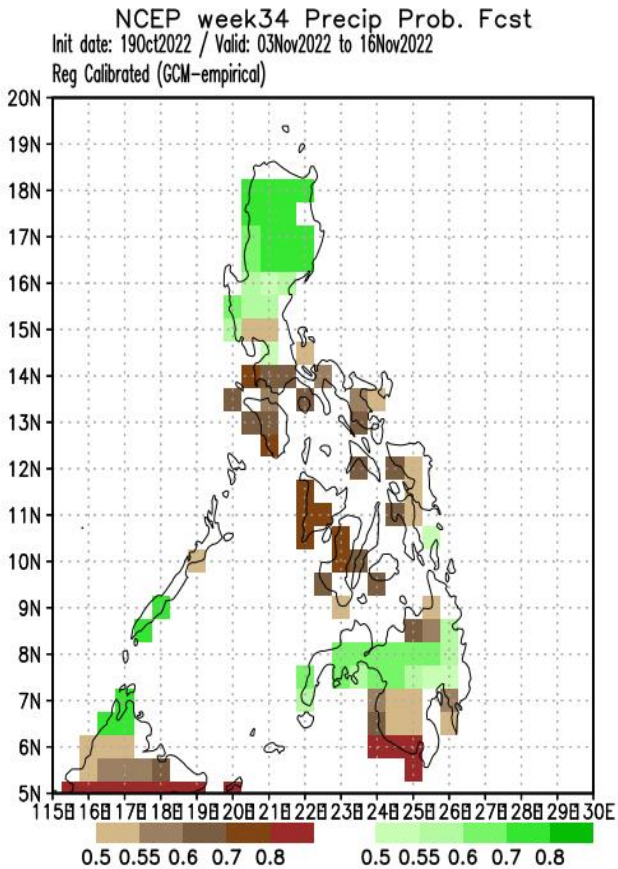 NCEP week34 Precip Prob. Fcst
Init date: 19Oct2022 / Valid: 03Nov2022 to 16Nov2022
Reg Calibrated (GCM-empirical)
20N
19N
18N
17N
16N
15N
14N
13N
12N
11N
10N
9N
8N
7N
6N
5N
115E 116E 117E 118E 119E 120E 121E 122E 123E 124E 125E 126E 127E 128E 129E 130E
0.5 0.55 0.6 0.7 0.8 0.5 0.55 0.6 0.7 0.8